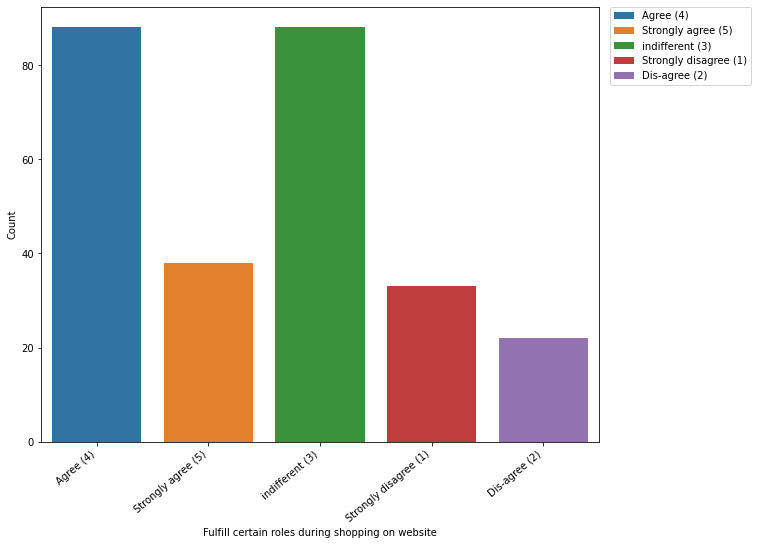 Agree (4)
Strongly agree (5)
indifferent (3)
Strongly disagree (1)
Dis-agree (2)
80
60
40
20
0
Count
Agree (4)
Strongly agree (5)
indifferent (3)
Strongly disagree (1)
Dis-agree (2)
Fulfill certain roles during shopping on website